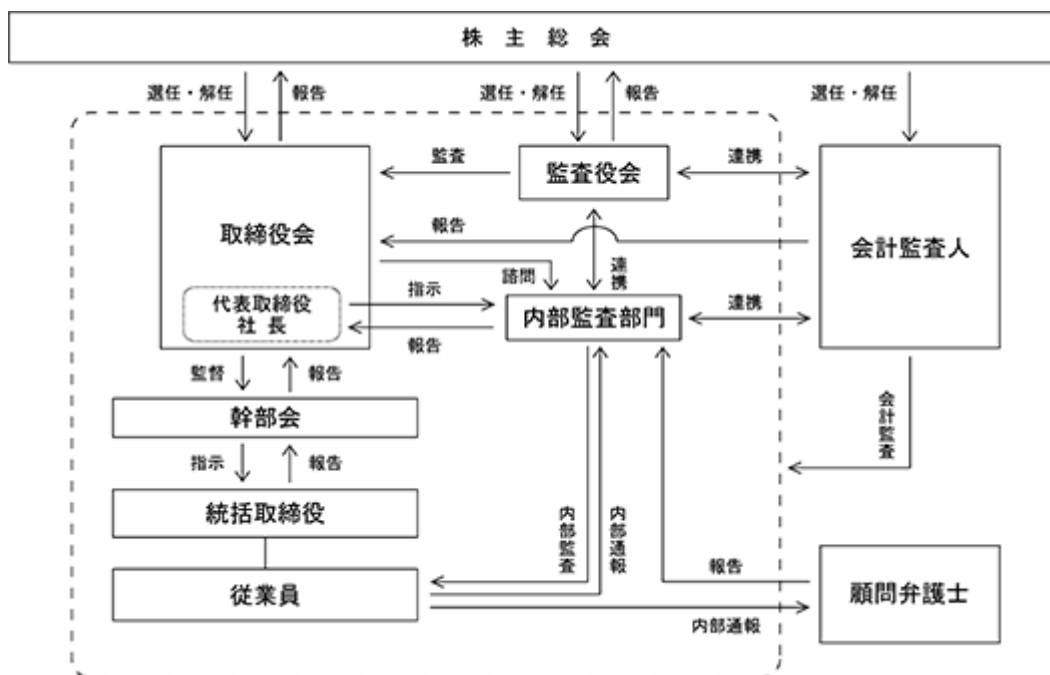 株主総会
選任・解任
報告
選任・解任
報告
選任・解任
取締役会
監査
監査役会
連携
会計監査人
報告
諮問
連携
代表取締役
社長
指示
報告
内部監査部門
連携
監督
報告
幹部会
指示
報告
統括取締役
従業員
内部監査
内部通報
会計監査
報告
内部通報
顧問弁護士